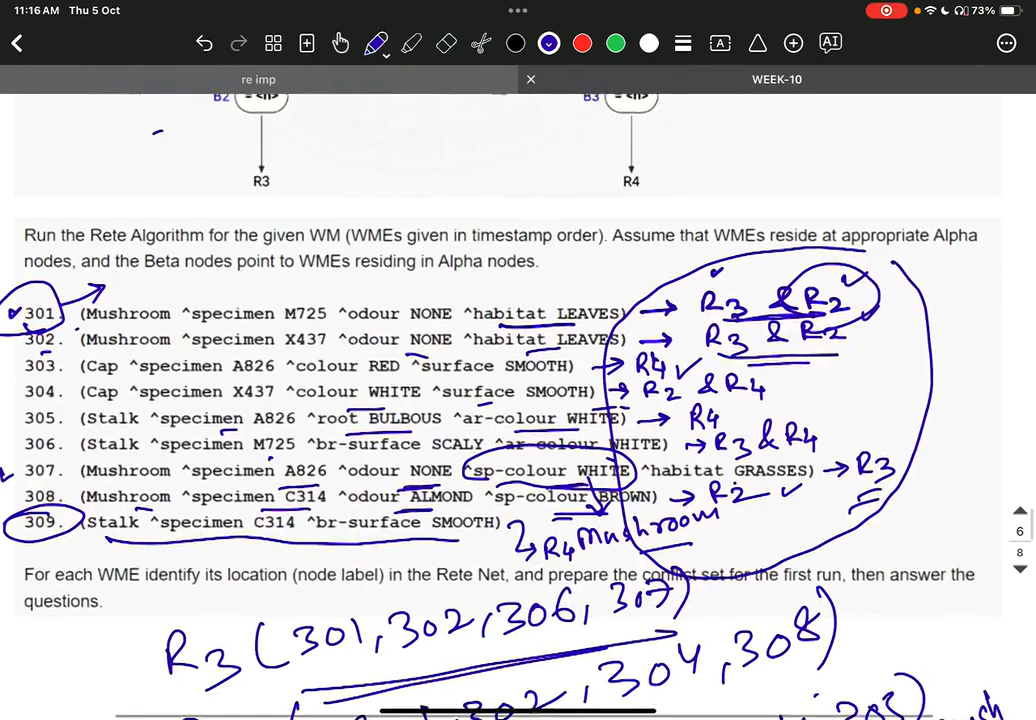 11:16 AM Thu 5 Oct
73%
A
AI
re imp
WEEK-10
B2 = <n>
B3 = <n>
R3
R4
Run the Rete Algorithm for the given WM (WMEs given in timestamp order). Assume that WMEs reside at appropriate Alpha
nodes, and the Beta nodes point to WMEs residing in Alpha nodes.
301. (Mushroom ^specimen M725 ^odour NONE ^habitat LEAVES) → R3 & R2
302. (Mushroom ^specimen X437 ^odour NONE ^habitat LEAVES) → R3 & R2
303. (Cap ^specimen A826 ^colour RED ^surface SMOOTH) → R4 ✓
304. (Cap ^specimen X437 ^colour WHITE ^surface SMOOTH) → R2 & R4
305. (Stalk ^specimen A826 ^root BULBOUS ^ar-colour WHITE) → R4
306. (Stalk ^specimen M725 ^br-surface SCALY ^ar-colour WHITE) → R3 & R4
307. (Mushroom ^specimen A826 ^odour NONE ^sp-colour WHITE ^habitat GRASSES) → R3
308. (Mushroom ^specimen C314 ^odour ALMOND ^sp-colour BROWN) → R2 ✓
309. (Stalk ^specimen C314 ^br-surface SMOOTH)
→ R4 Mushroom
For each WME identify its location (node label) in the Rete Net, and prepare the conflict set for the first run, then answer the
questions.
R3 (301, 302, 306, 307)
302, 304, 308)
6
8